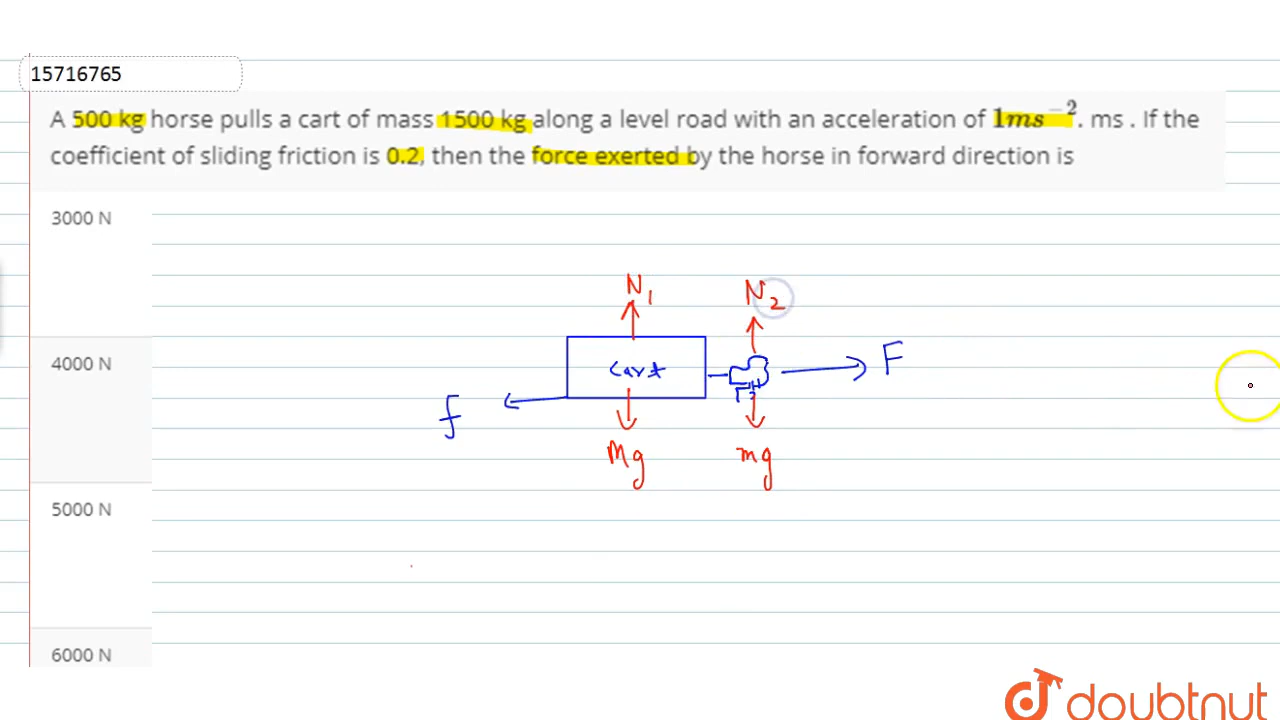 15716765
A 500 kg horse pulls a cart of mass 1500 kg along a level road with an acceleration of 1ms⁻². ms . If the
coefficient of sliding friction is 0.2, then the force exerted by the horse in forward direction is
3000 N
N₁ N₂
4000 N
Cart
F
f
Mg mg
5000 N
6000 N
doubtnut